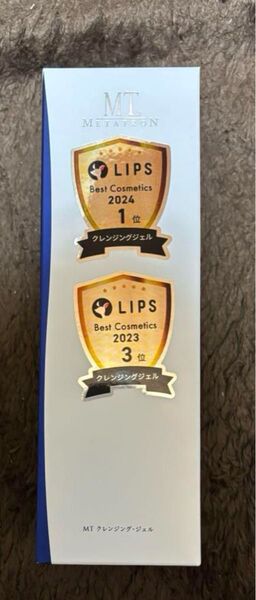 MT.
METATRON
LIPS
Best Cosmetics
2024
1位
クレンジングジェル
LIPS
Best Cosmetics
2023
3位
クレンジングジェル
MT クレンジング・ジェル